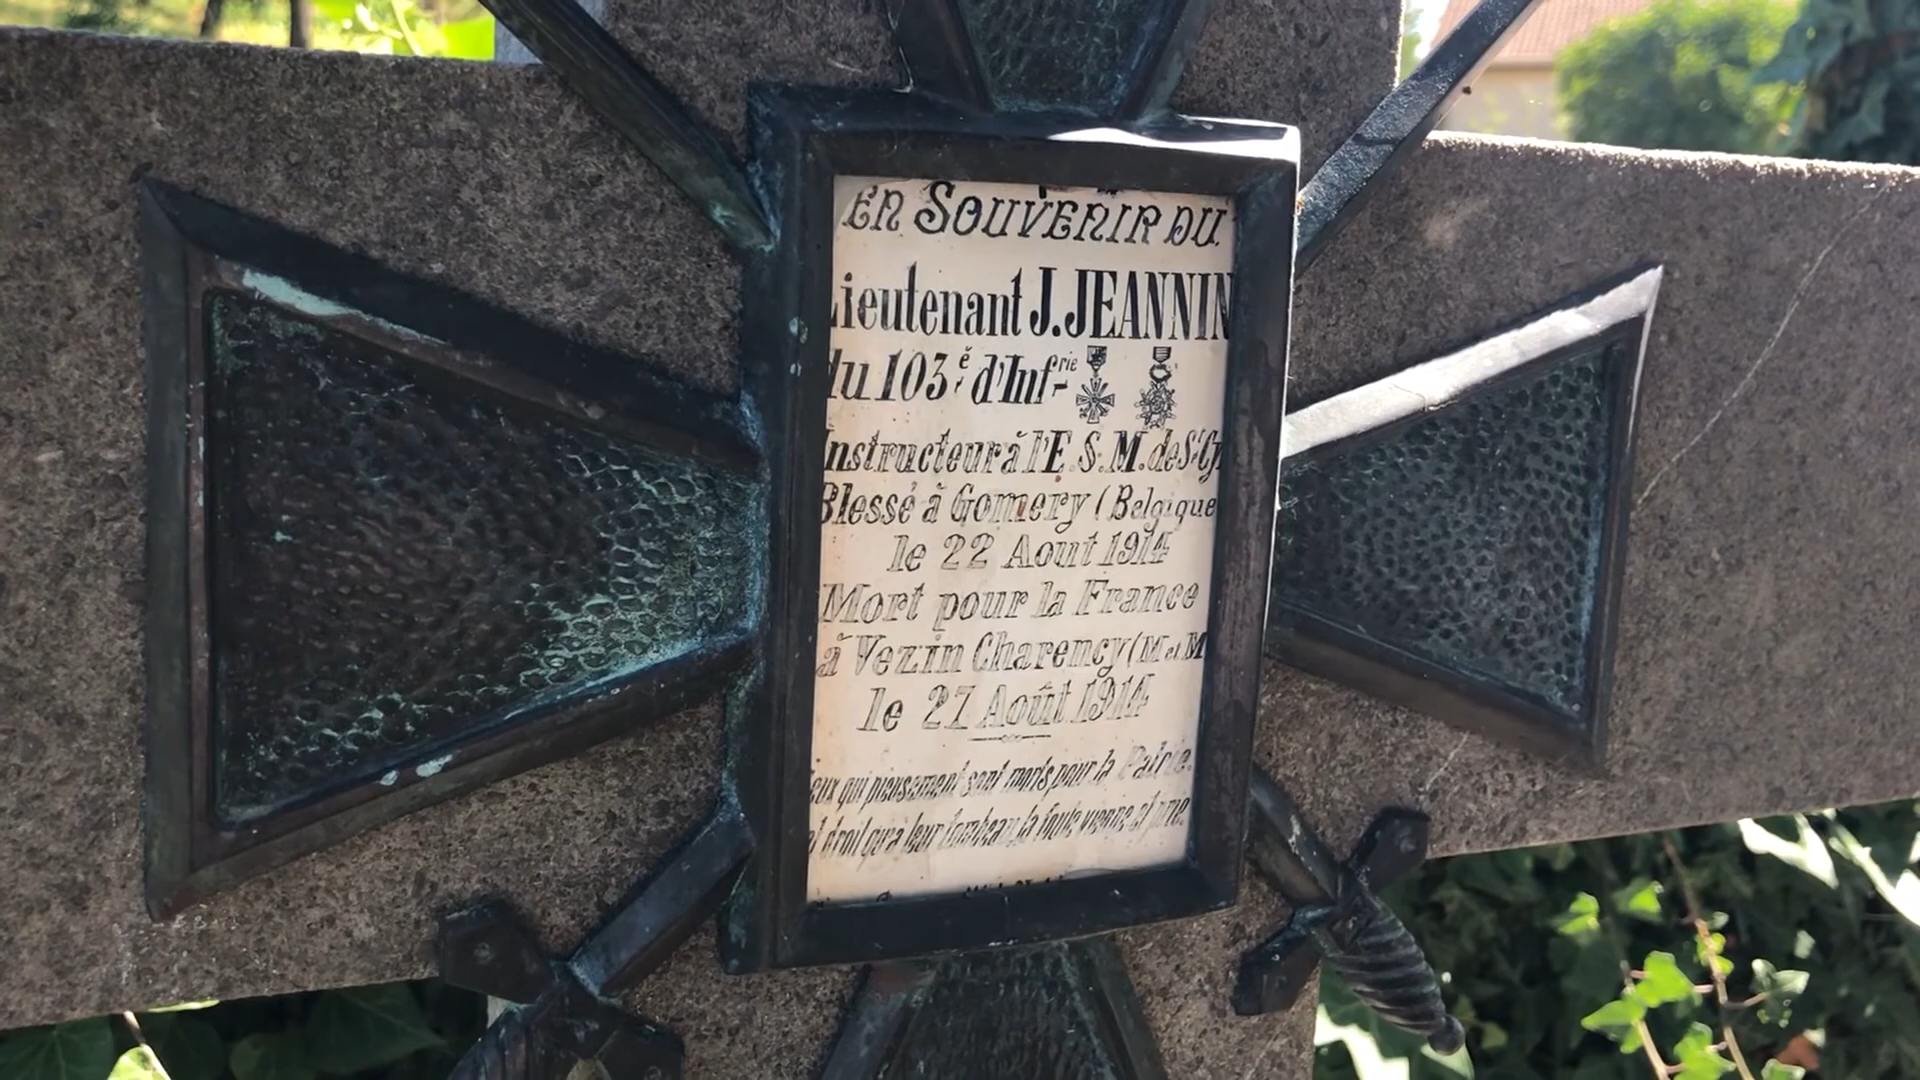 En Souvenir du
Lieutenant J. JEANNIN
du 103e d'Infrie
Instructeur à l'E.S.M. de St Cy
Blessé à Gomery (Belgique
le 22 Aout 1914
Mort pour la France
à Vezin Charency (M et M
le 27 Août 1914
eux qui pieusement sont morts pour la Patrie.
t droit qu'à leur tombeau, la foule vienne et prie.